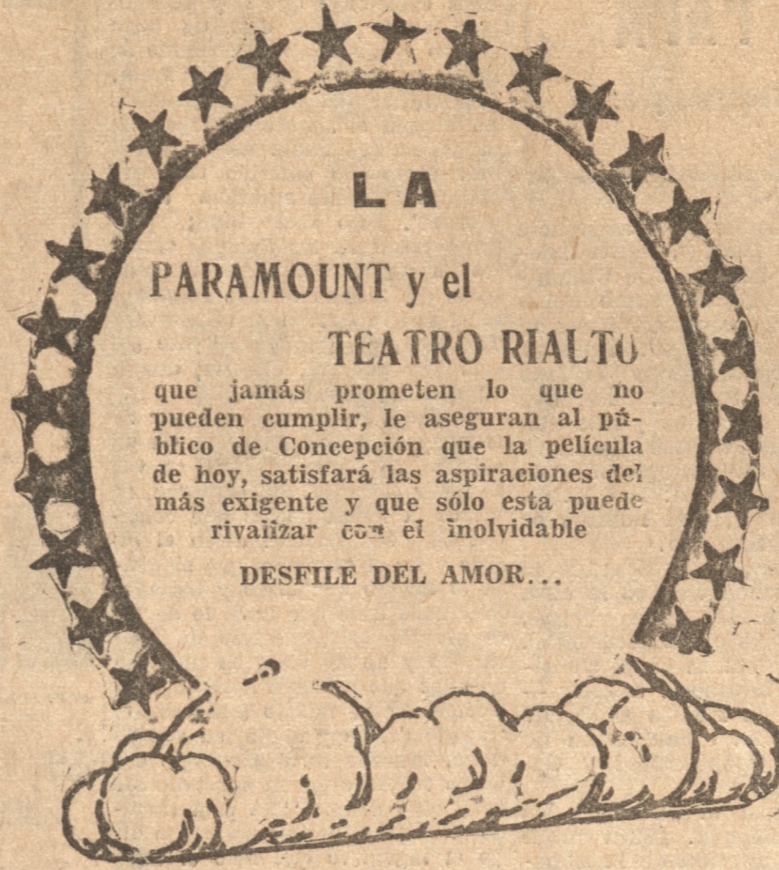 LA
PARAMOUNT y el
TEATRO RIALTO
que jamás prometen lo que no
pueden cumplir, le aseguran al pú-
blico de Concepción que la película
de hoy, satisfará las aspiraciones del
más exigente y que sólo esta puede
rivalizar con el inolvidable
DESFILE DEL AMOR...